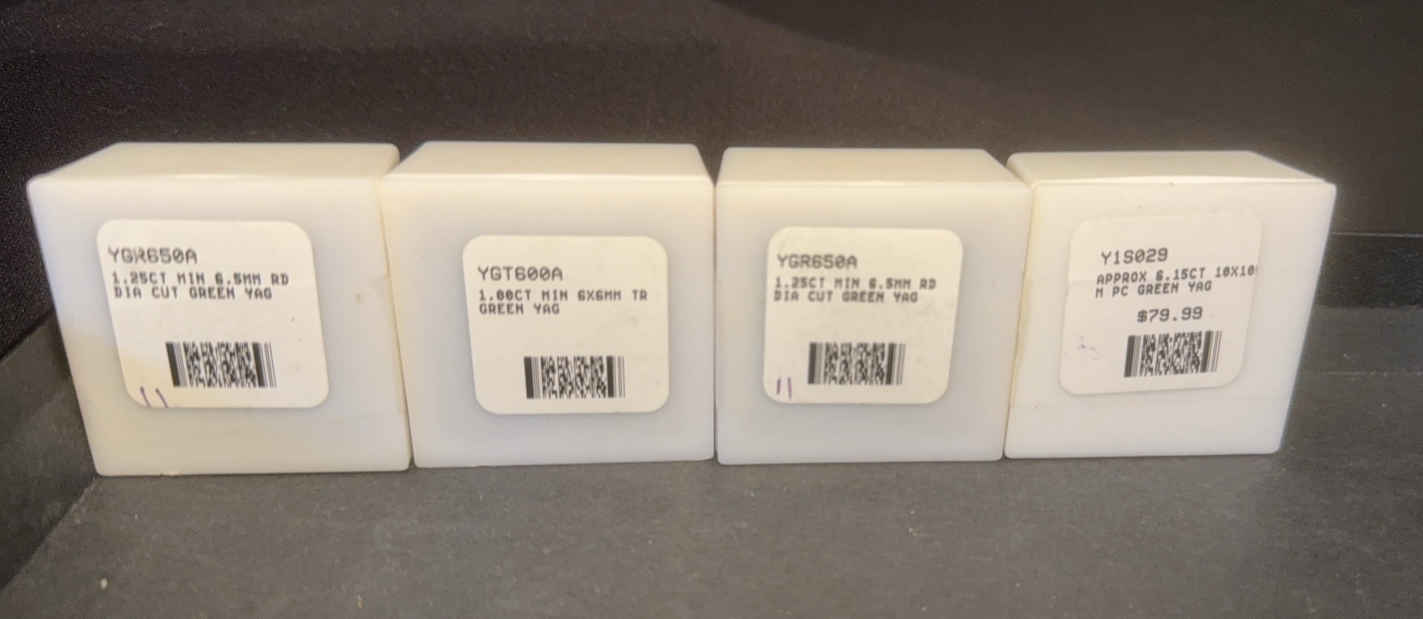 YGR650A
1.25CT MIN 6.5MM RD
DIA CUT GREEN YAG
YGT600A
1.00CT MIN 6X6MM TR
GREEN YAG
YGR650A
1.25CT MIN 6.5MM RD
DIA CUT GREEN YAG
Y1S029
APPROX 6.15CT 10X10
M PC GREEN YAG
$79.99